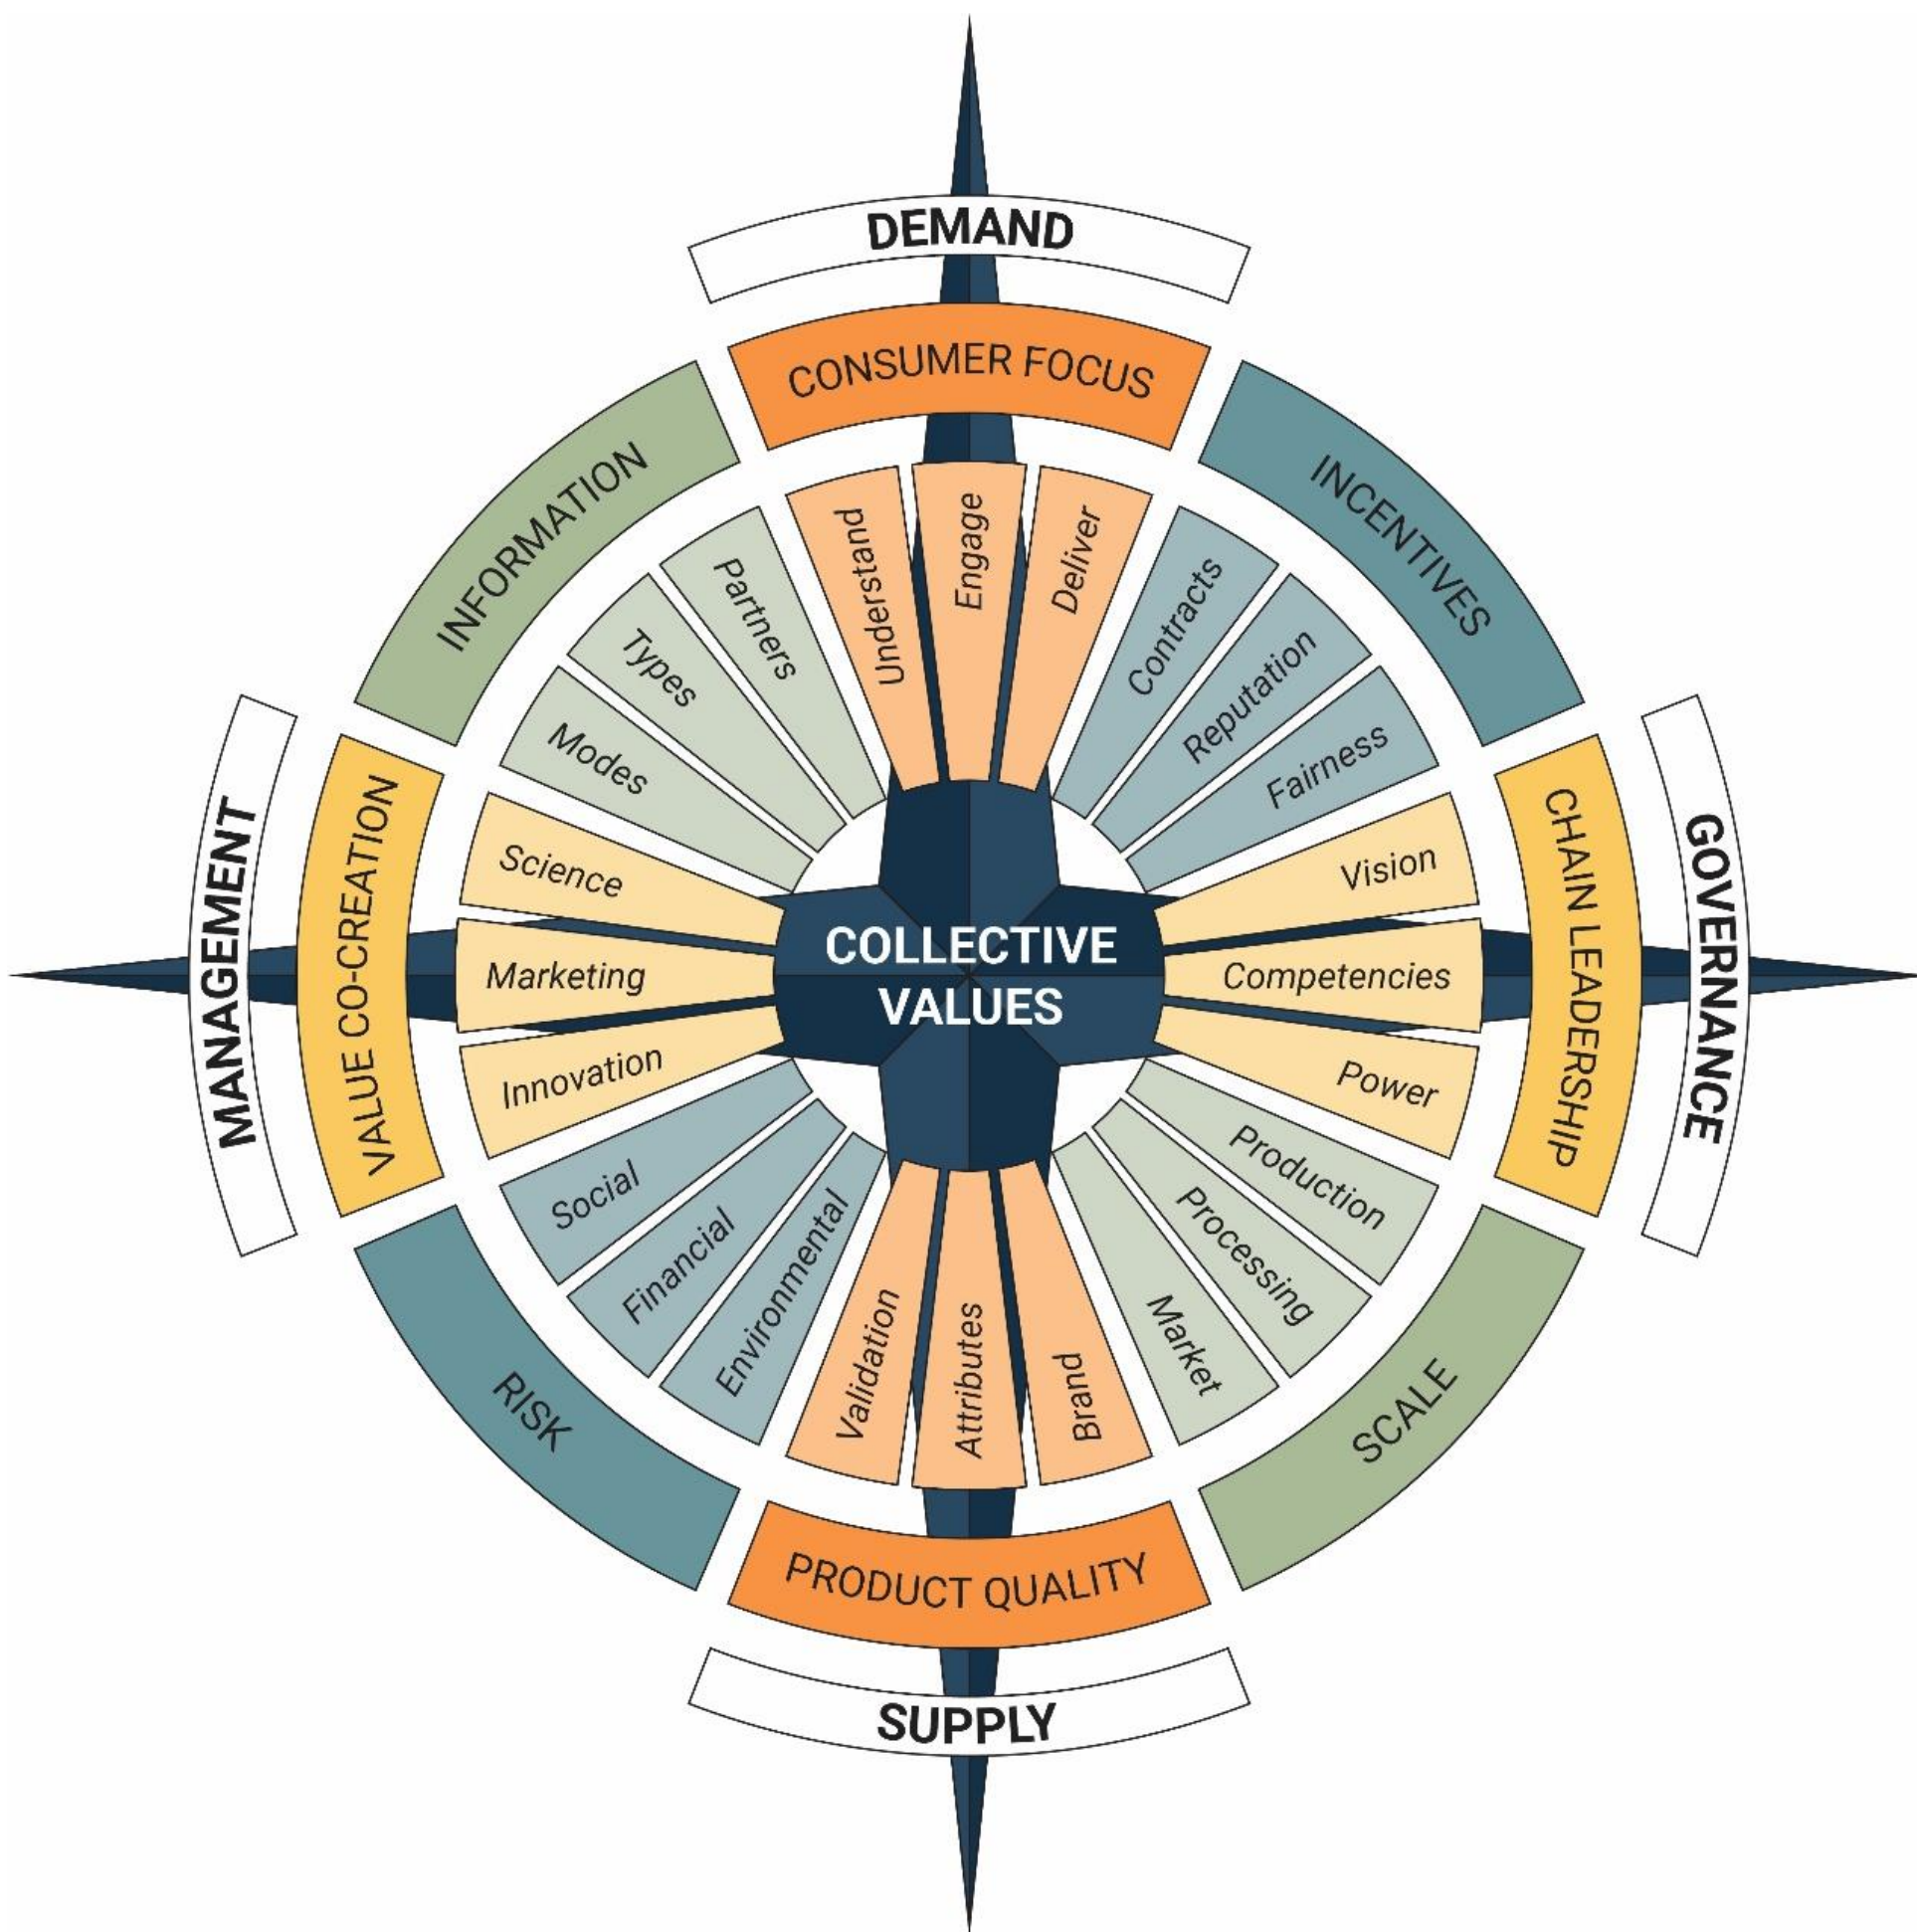 DEMAND
CONSUMER FOCUS
INCENTIVES
CHAIN LEADERSHIP
GOVERNANCE
SCALE
PRODUCT QUALITY
SUPPLY
RISK
VALUE CO-CREATION
MANAGEMENT
INFORMATION
Understand
Engage
Deliver
Contracts
Reputation
Fairness
Vision
Competencies
Power
Production
Processing
Market
Brand
Attributes
Validation
Environmental
Financial
Social
Innovation
Marketing
Science
Modes
Types
Partners
COLLECTIVE
VALUES